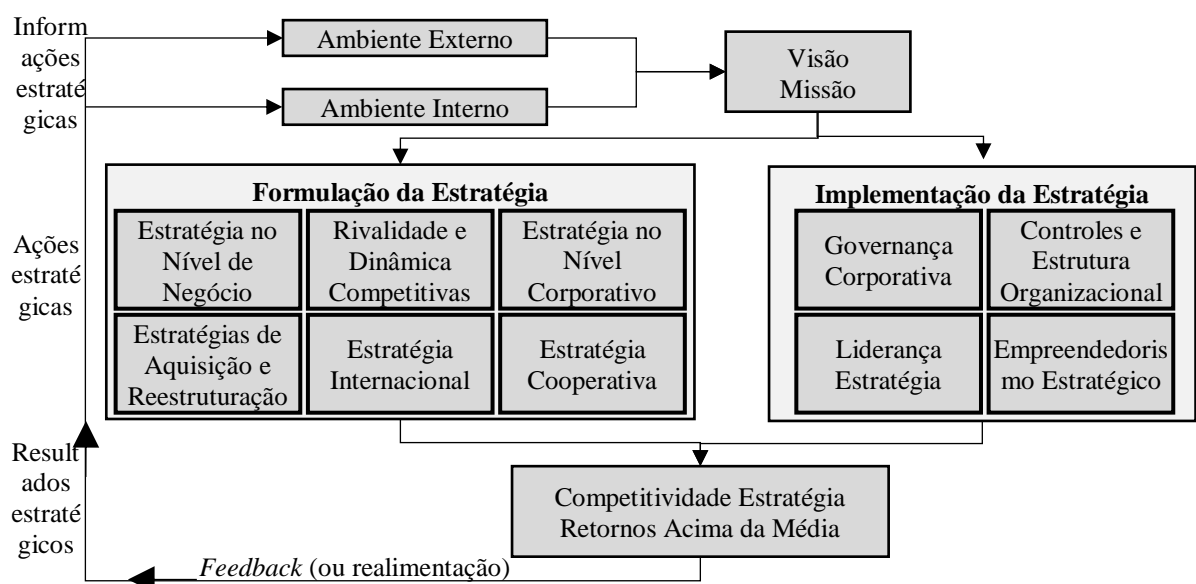 Inform
ações
estraté
gicas
Ambiente Externo
Ambiente Interno
Visão
Missão
Ações
estraté
gicas
Formulação da Estratégia
Estratégia no
Nível de
Negócio
Rivalidade e
Dinâmica
Competitivas
Estratégia no
Nível
Corporativo
Estratégias de
Aquisição e
Reestruturação
Estratégia
Internacional
Estratégia
Cooperativa
Implementação da Estratégia
Governança
Corporativa
Controles e
Estrutura
Organizacional
Liderança
Estratégia
Empreendedoris
mo Estratégico
Result
ados
estraté
gicos
Competitividade Estratégia
Retornos Acima da Média
Feedback (ou realimentação)